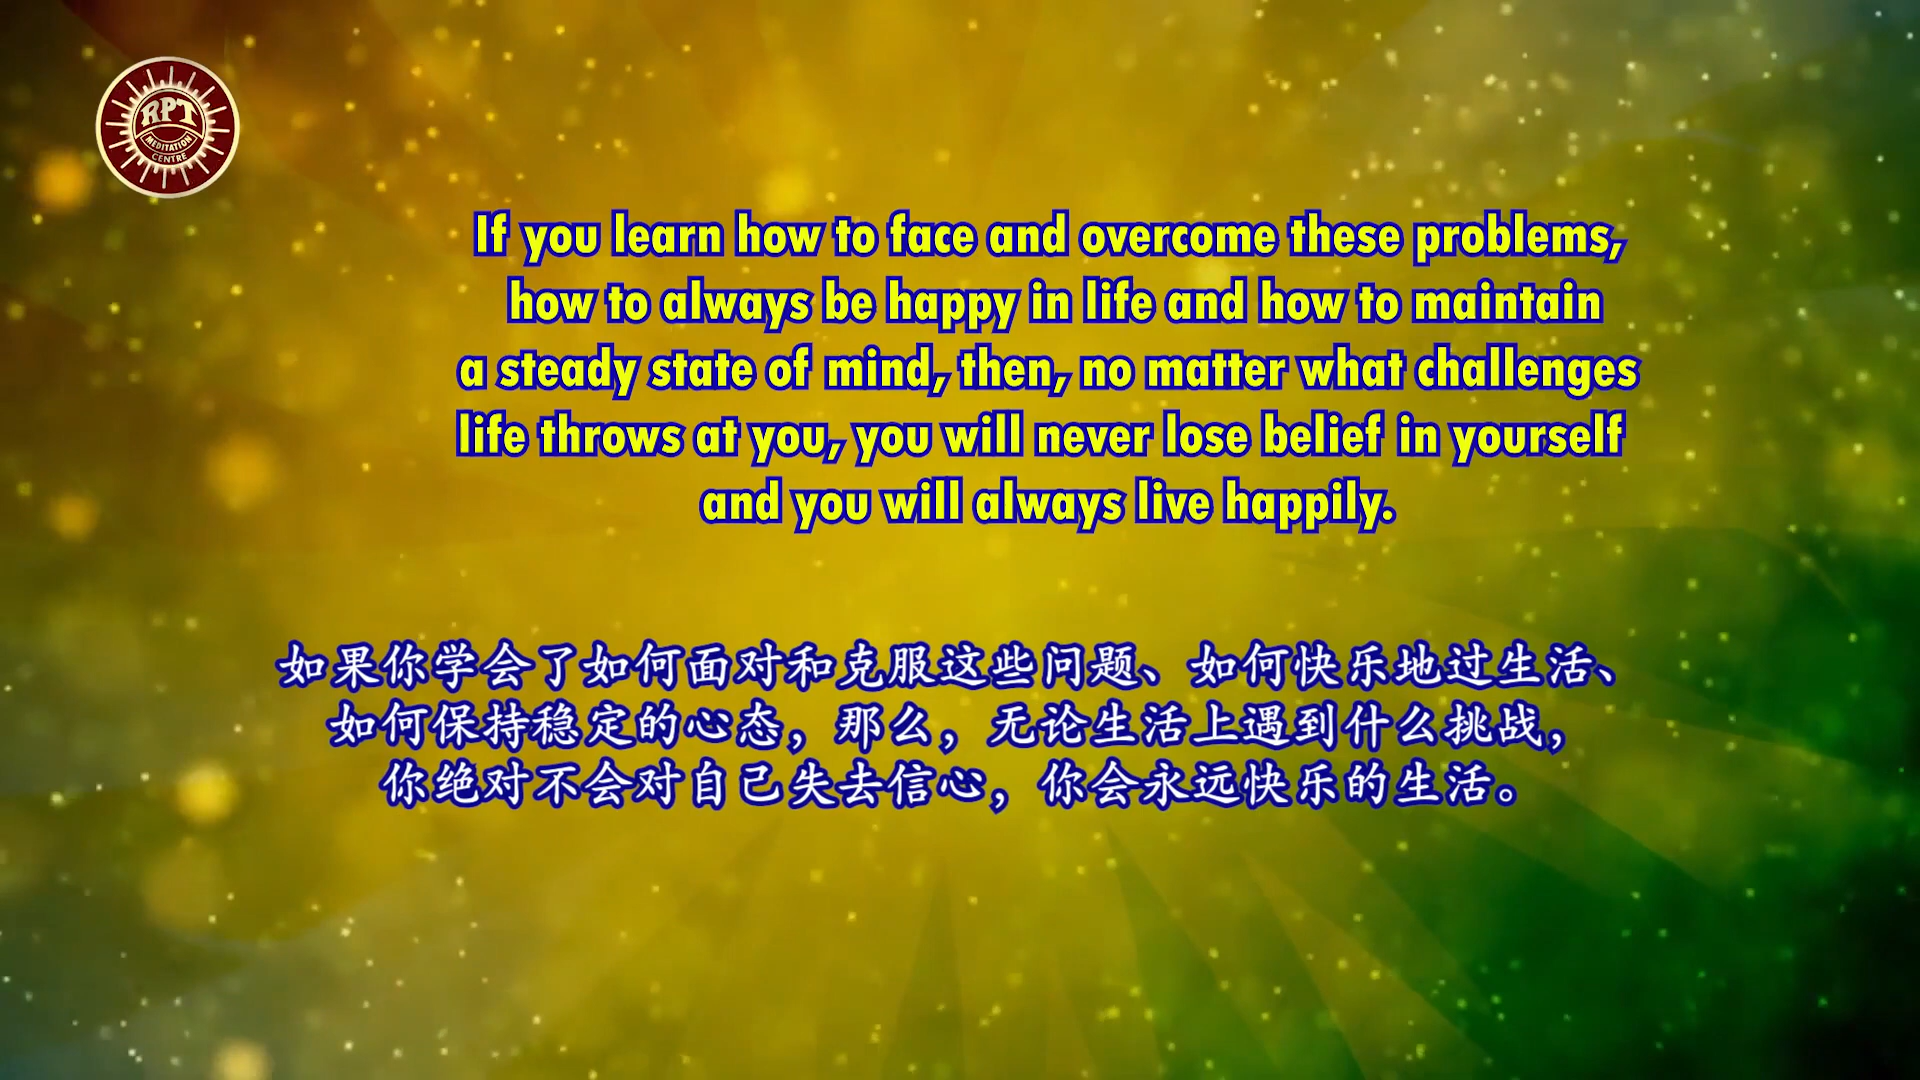 RPT
MEDITATION
CENTRE
If you learn how to face and overcome these problems,
how to always be happy in life and how to maintain
a steady state of mind, then, no matter what challenges
life throws at you, you will never lose belief in yourself
and you will always live happily.
如果你学会了如何面对和克服这些问题、如何快乐地过生活、
如何保持稳定的心态，那么，无论生活上遇到什么挑战，
你绝对不会对自己失去信心，你会永远快乐的生活。